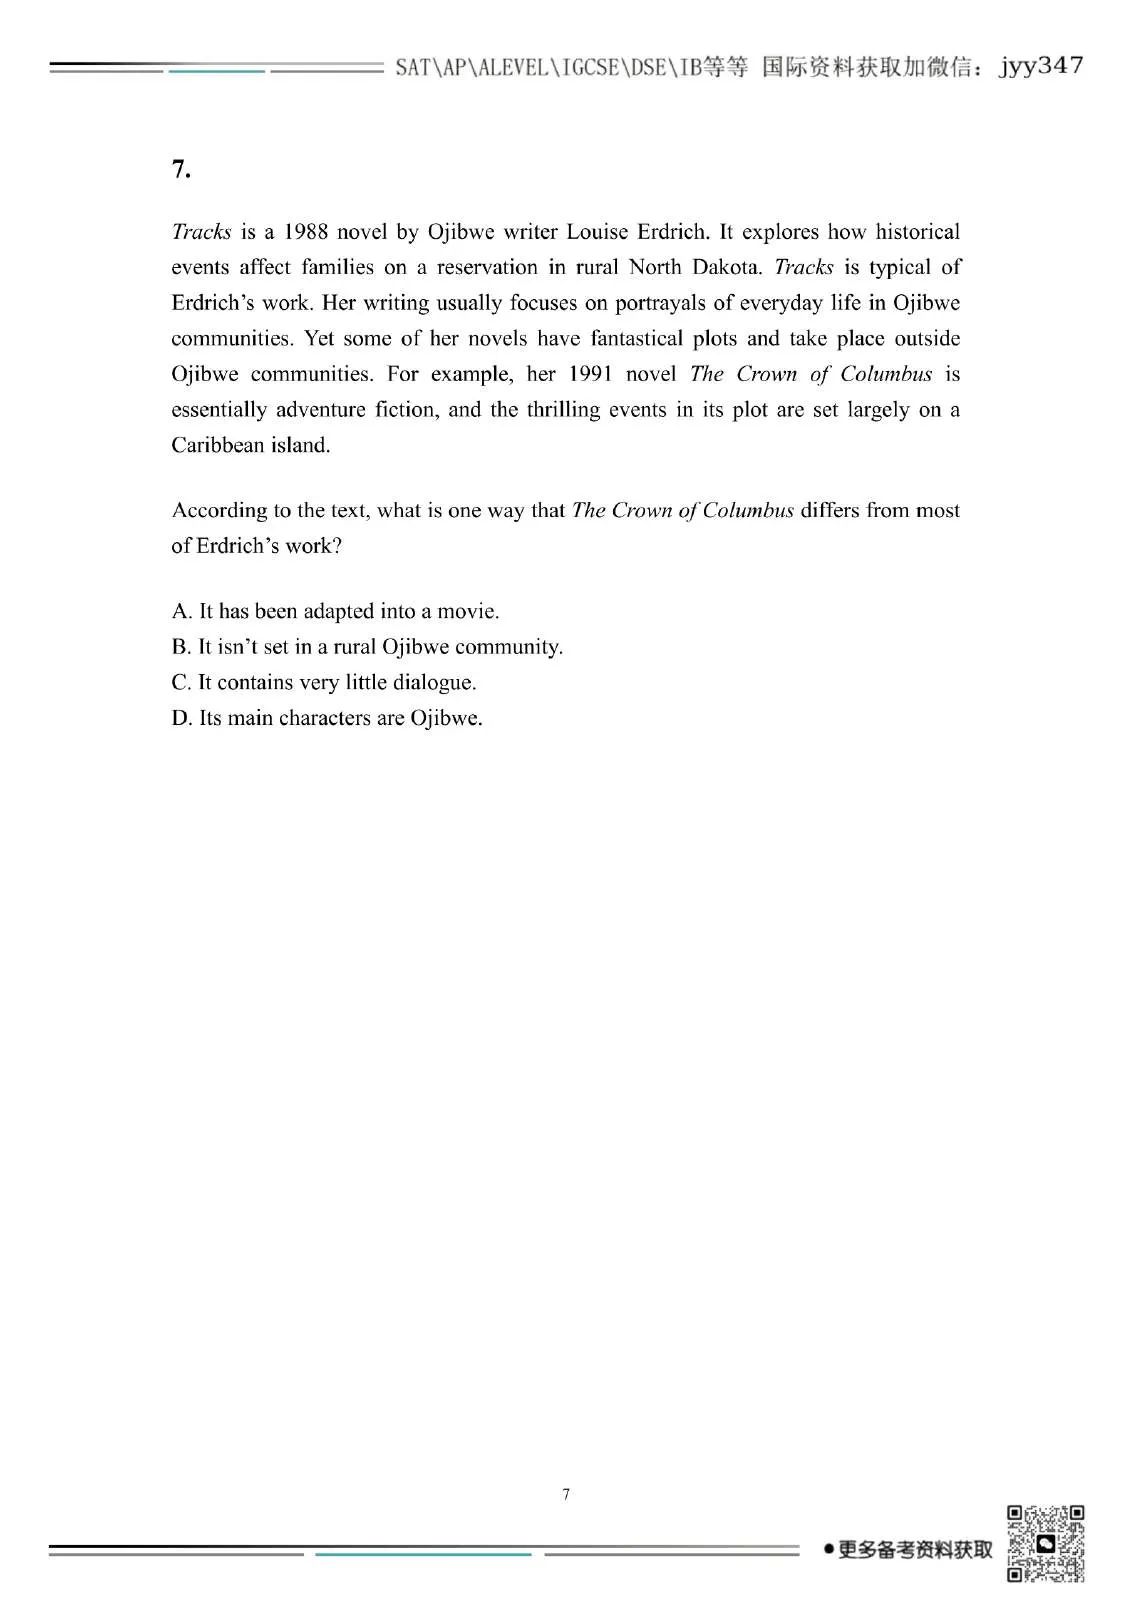 SAT\AP\ALEVEL\IGCSE\DSE\IB等等 国际资料获取加微信：jyy347
7.
Tracks is a 1988 novel by Ojibwe writer Louise Erdrich. It explores how historical
events affect families on a reservation in rural North Dakota. Tracks is typical of
Erdrich’s work. Her writing usually focuses on portrayals of everyday life in Ojibwe
communities. Yet some of her novels have fantastical plots and take place outside
Ojibwe communities. For example, her 1991 novel The Crown of Columbus is
essentially adventure fiction, and the thrilling events in its plot are set largely on a
Caribbean island.
According to the text, what is one way that The Crown of Columbus differs from most
of Erdrich’s work?
A. It has been adapted into a movie.
B. It isn’t set in a rural Ojibwe community.
C. It contains very little dialogue.
D. Its main characters are Ojibwe.
7
●更多备考资料获取